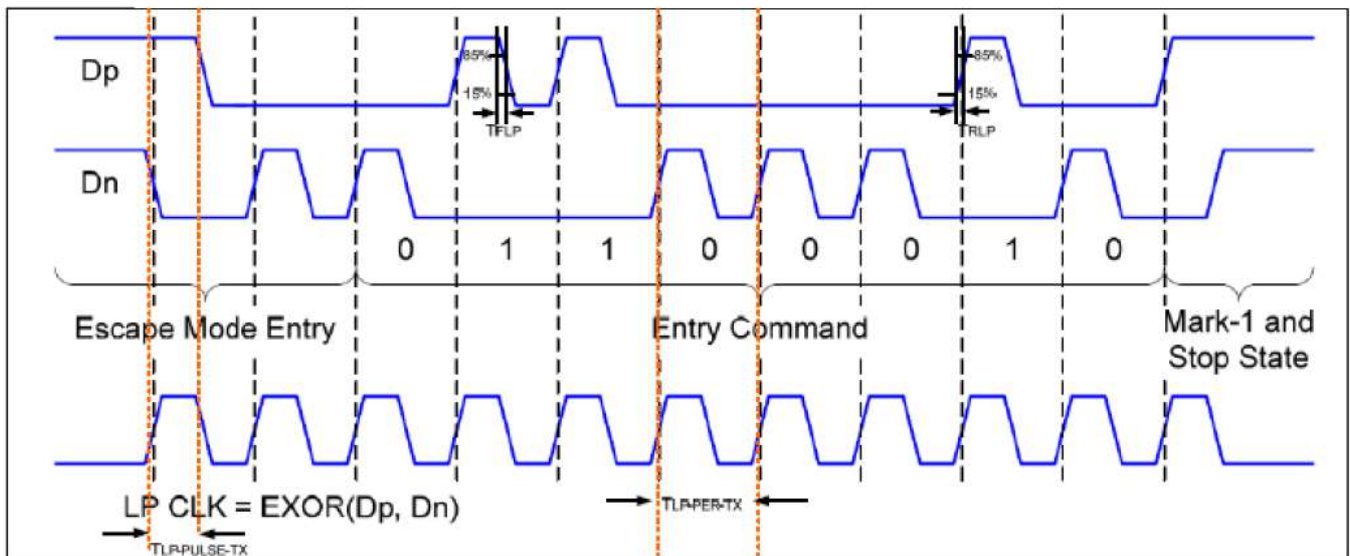 Dp
85%
15%
TFLP
85%
15%
TRLP
Dn
0 1 1 0 0 0 1 0
Escape Mode Entry
Entry Command
Mark-1 and
Stop State
LP CLK = EXOR(Dp, Dn)
TLP-PER-TX
TLP-PULSE-TX